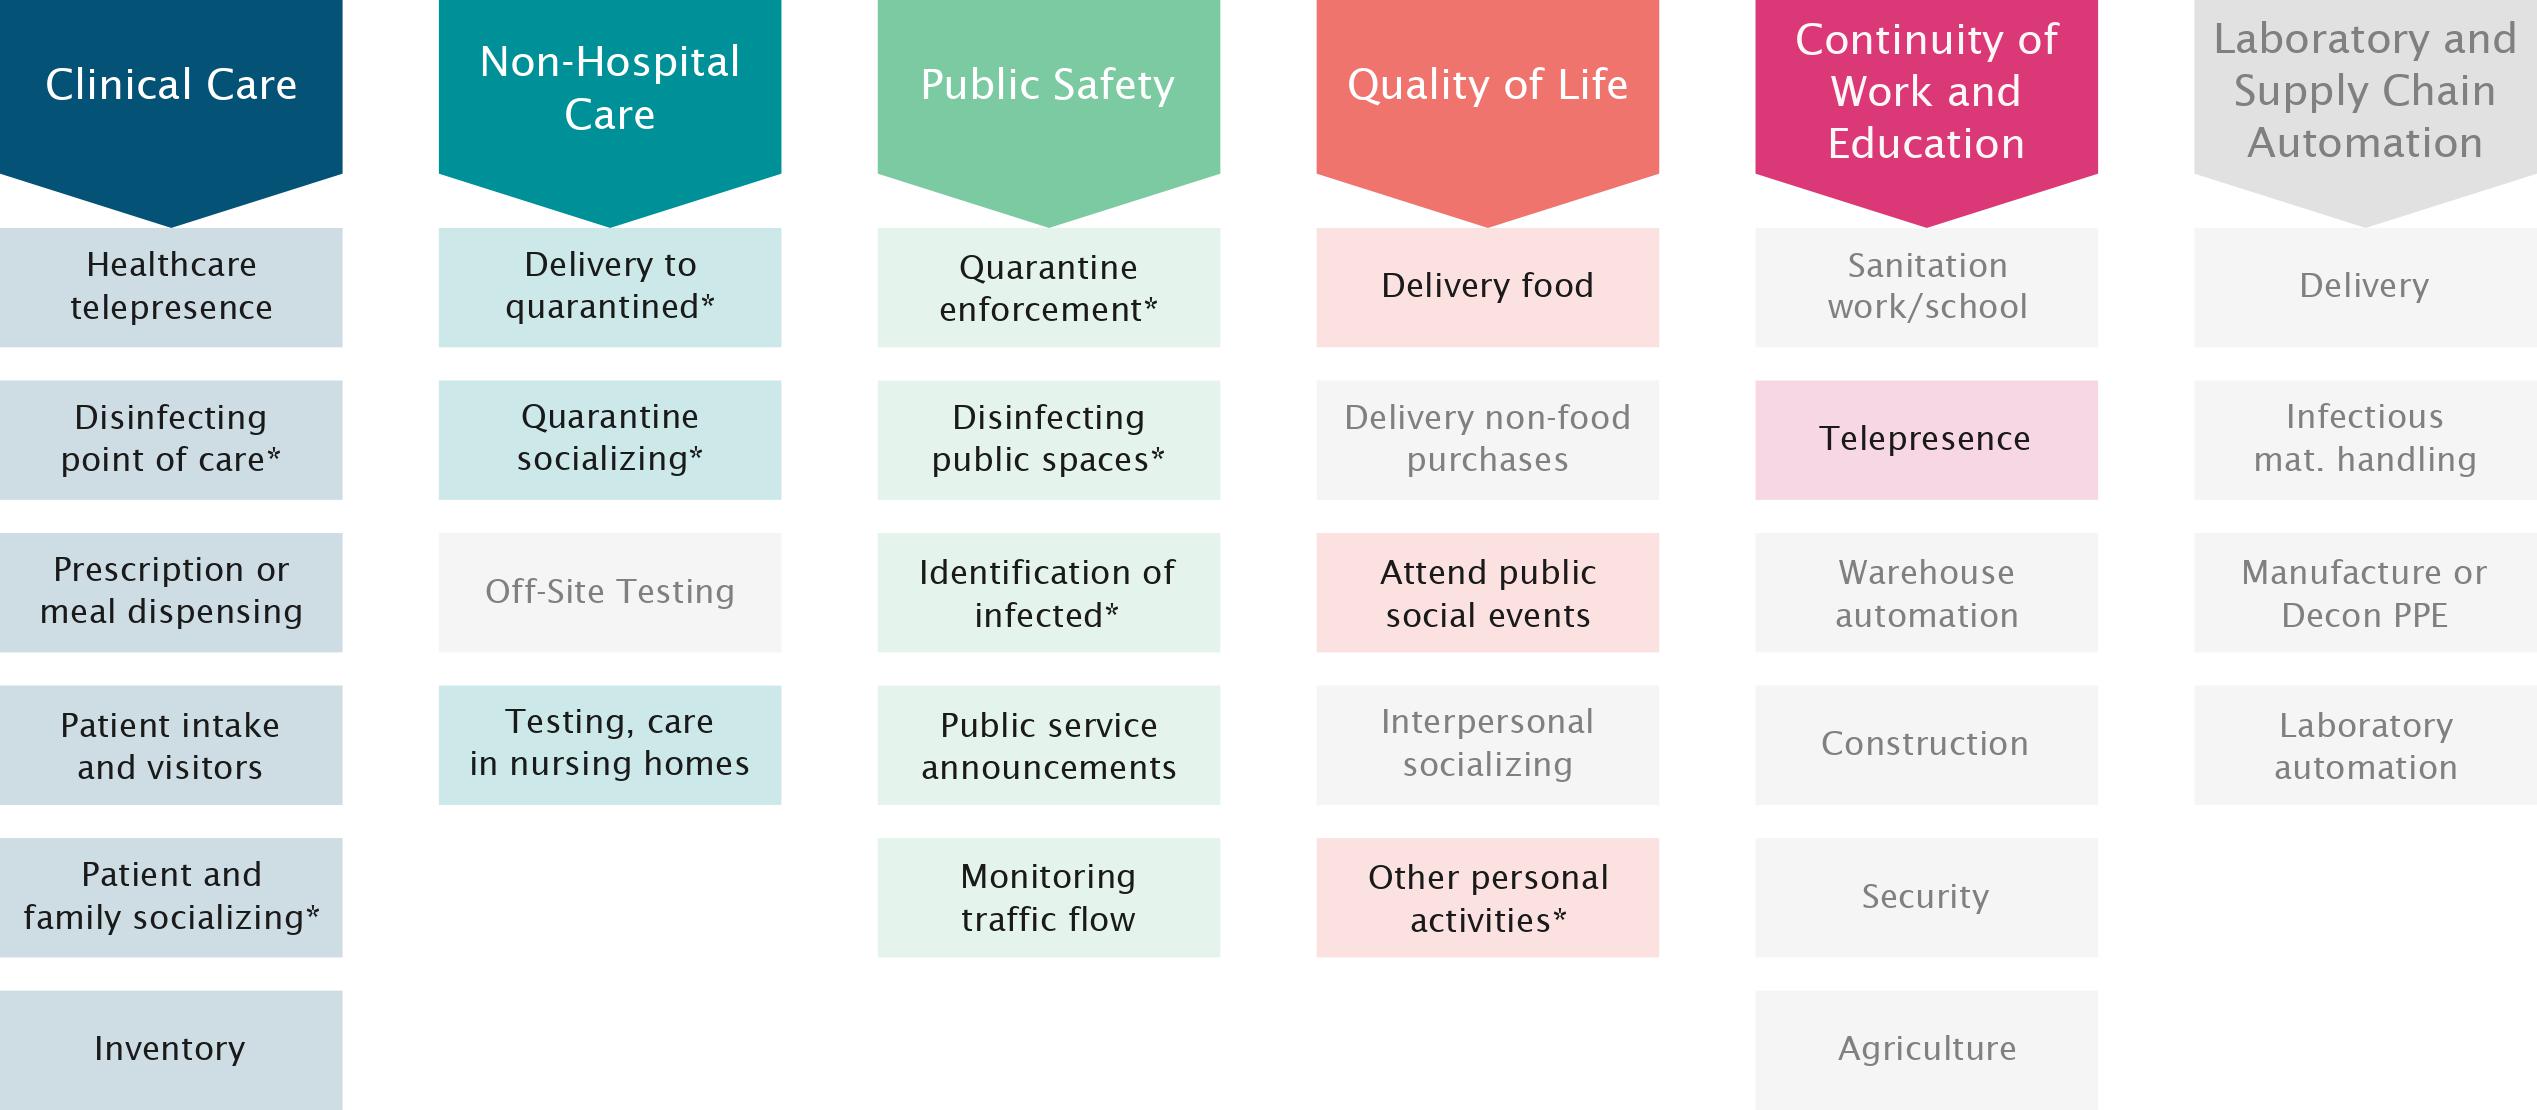 Clinical Care
Healthcare
telepresence
Disinfecting
point of care*
Prescription or
meal dispensing
Patient intake
and visitors
Patient and
family socializing*
Inventory
Non-Hospital
Care
Delivery to
quarantined*
Quarantine
socializing*
Off-Site Testing
Testing, care
in nursing homes
Public Safety
Quarantine
enforcement*
Disinfecting
public spaces*
Identification of
infected*
Public service
announcements
Monitoring
traffic flow
Quality of Life
Delivery food
Delivery non-food
purchases
Attend public
social events
Interpersonal
socializing
Other personal
activities*
Continuity of
Work and
Education
Sanitation
work/school
Telepresence
Warehouse
automation
Construction
Security
Agriculture
Laboratory and
Supply Chain
Automation
Delivery
Infectious
mat. handling
Manufacture or
Decon PPE
Laboratory
automation